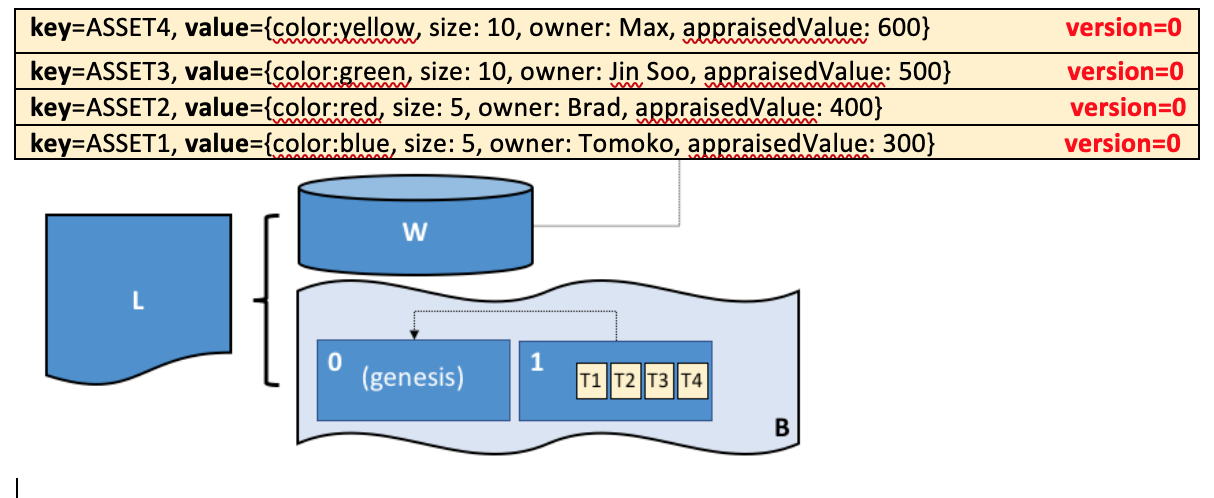 key=ASSET4, value={color:yellow, size: 10, owner: Max, appraisedValue: 600} version=0
key=ASSET3, value={color:green, size: 10, owner: Jin Soo, appraisedValue: 500} version=0
key=ASSET2, value={color:red, size: 5, owner: Brad, appraisedValue: 400} version=0
key=ASSET1, value={color:blue, size: 5, owner: Tomoko, appraisedValue: 300} version=0
W
L
0
(genesis)
1
T1 T2 T3 T4
B